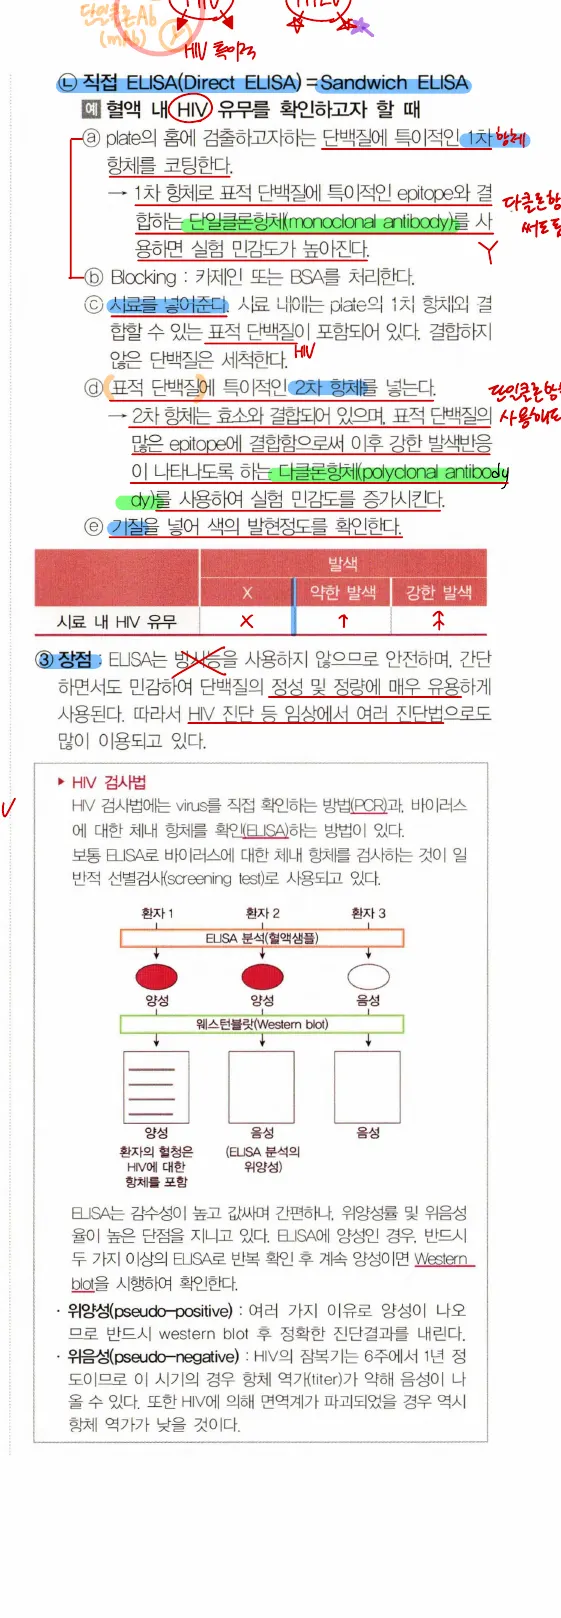 단일클론Ab
(mAb)
HIV
HIV 특이적
㉡ 직접 ELISA(Direct ELISA) = Sandwich ELISA
예 혈액 내 HIV 유무를 확인하고자 할 때
ⓐ plate의 홈에 검출하고자하는 단백질에 특이적인 1차 항체
항체를 코팅한다.
→ 1차 항체로 표적 단백질에 특이적인 epitope와 결
합하는 단일클론항체(monoclonal antibody)를 사
용하면 실험 민감도가 높아진다.
다클론항
써도 됨
ⓑ Blocking : 카제인 또는 BSA를 처리한다.
ⓒ 시료를 넣어준다. 시료 내에는 plate의 1차 항체와 결
합할 수 있는 표적 단백질이 포함되어 있다. 결합하지
않은 단백질은 세척한다.
HIV
ⓓ (표적 단백질)에 특이적인 2차 항체를 넣는다.
→ 2차 항체는 효소와 결합되어 있으며, 표적 단백질의
많은 epitope에 결합함으로써 이후 강한 발색반응
이 나타나도록 하는 다클론항체(polyclonal antibody
dy)를 사용하여 실험 민감도를 증가시킨다.
단일클론항
사용해도
ⓔ 기질을 넣어 색의 발현정도를 확인한다.
발색
X 약한 발색 강한 발색
시료 내 HIV 유무 × ↑ ⇑
③ 장점 : ELISA는 방사능을 사용하지 않으므로 안전하며, 간단
하면서도 민감하여 단백질의 정성 및 정량에 매우 유용하게
사용된다. 따라서 HIV 진단 등 임상에서 여러 진단법으로도
많이 이용되고 있다.
▶ HIV 검사법
HIV 검사법에는 virus를 직접 확인하는 방법(PCR)과, 바이러스
에 대한 체내 항체를 확인(ELISA)하는 방법이 있다.
보통 ELISA로 바이러스에 대한 체내 항체를 검사하는 것이 일
반적 선별검사(screening test)로 사용되고 있다.
환자 1 환자 2 환자 3
ELISA 분석(혈액샘플)
양성 양성 음성
웨스턴블랏(Western blot)
양성 음성 음성
환자의 혈청은
HIV에 대한
항체를 포함
(ELISA 분석의
위양성)
ELISA는 감수성이 높고 값싸며 간편하나, 위양성률 및 위음성
율이 높은 단점을 지니고 있다. ELISA에 양성인 경우, 반드시
두 가지 이상의 ELISA로 반복 확인 후 계속 양성이면 Western
blot을 시행하여 확인한다.
· 위양성(pseudo-positive) : 여러 가지 이유로 양성이 나오
므로 반드시 western blot 후 정확한 진단결과를 내린다.
· 위음성(pseudo-negative) : HIV의 잠복기는 6주에서 1년 정
도이므로 이 시기의 경우 항체 역가(titer)가 약해 음성이 나
올 수 있다. 또한 HIV에 의해 면역계가 파괴되었을 경우 역시
항체 역가가 낮을 것이다.